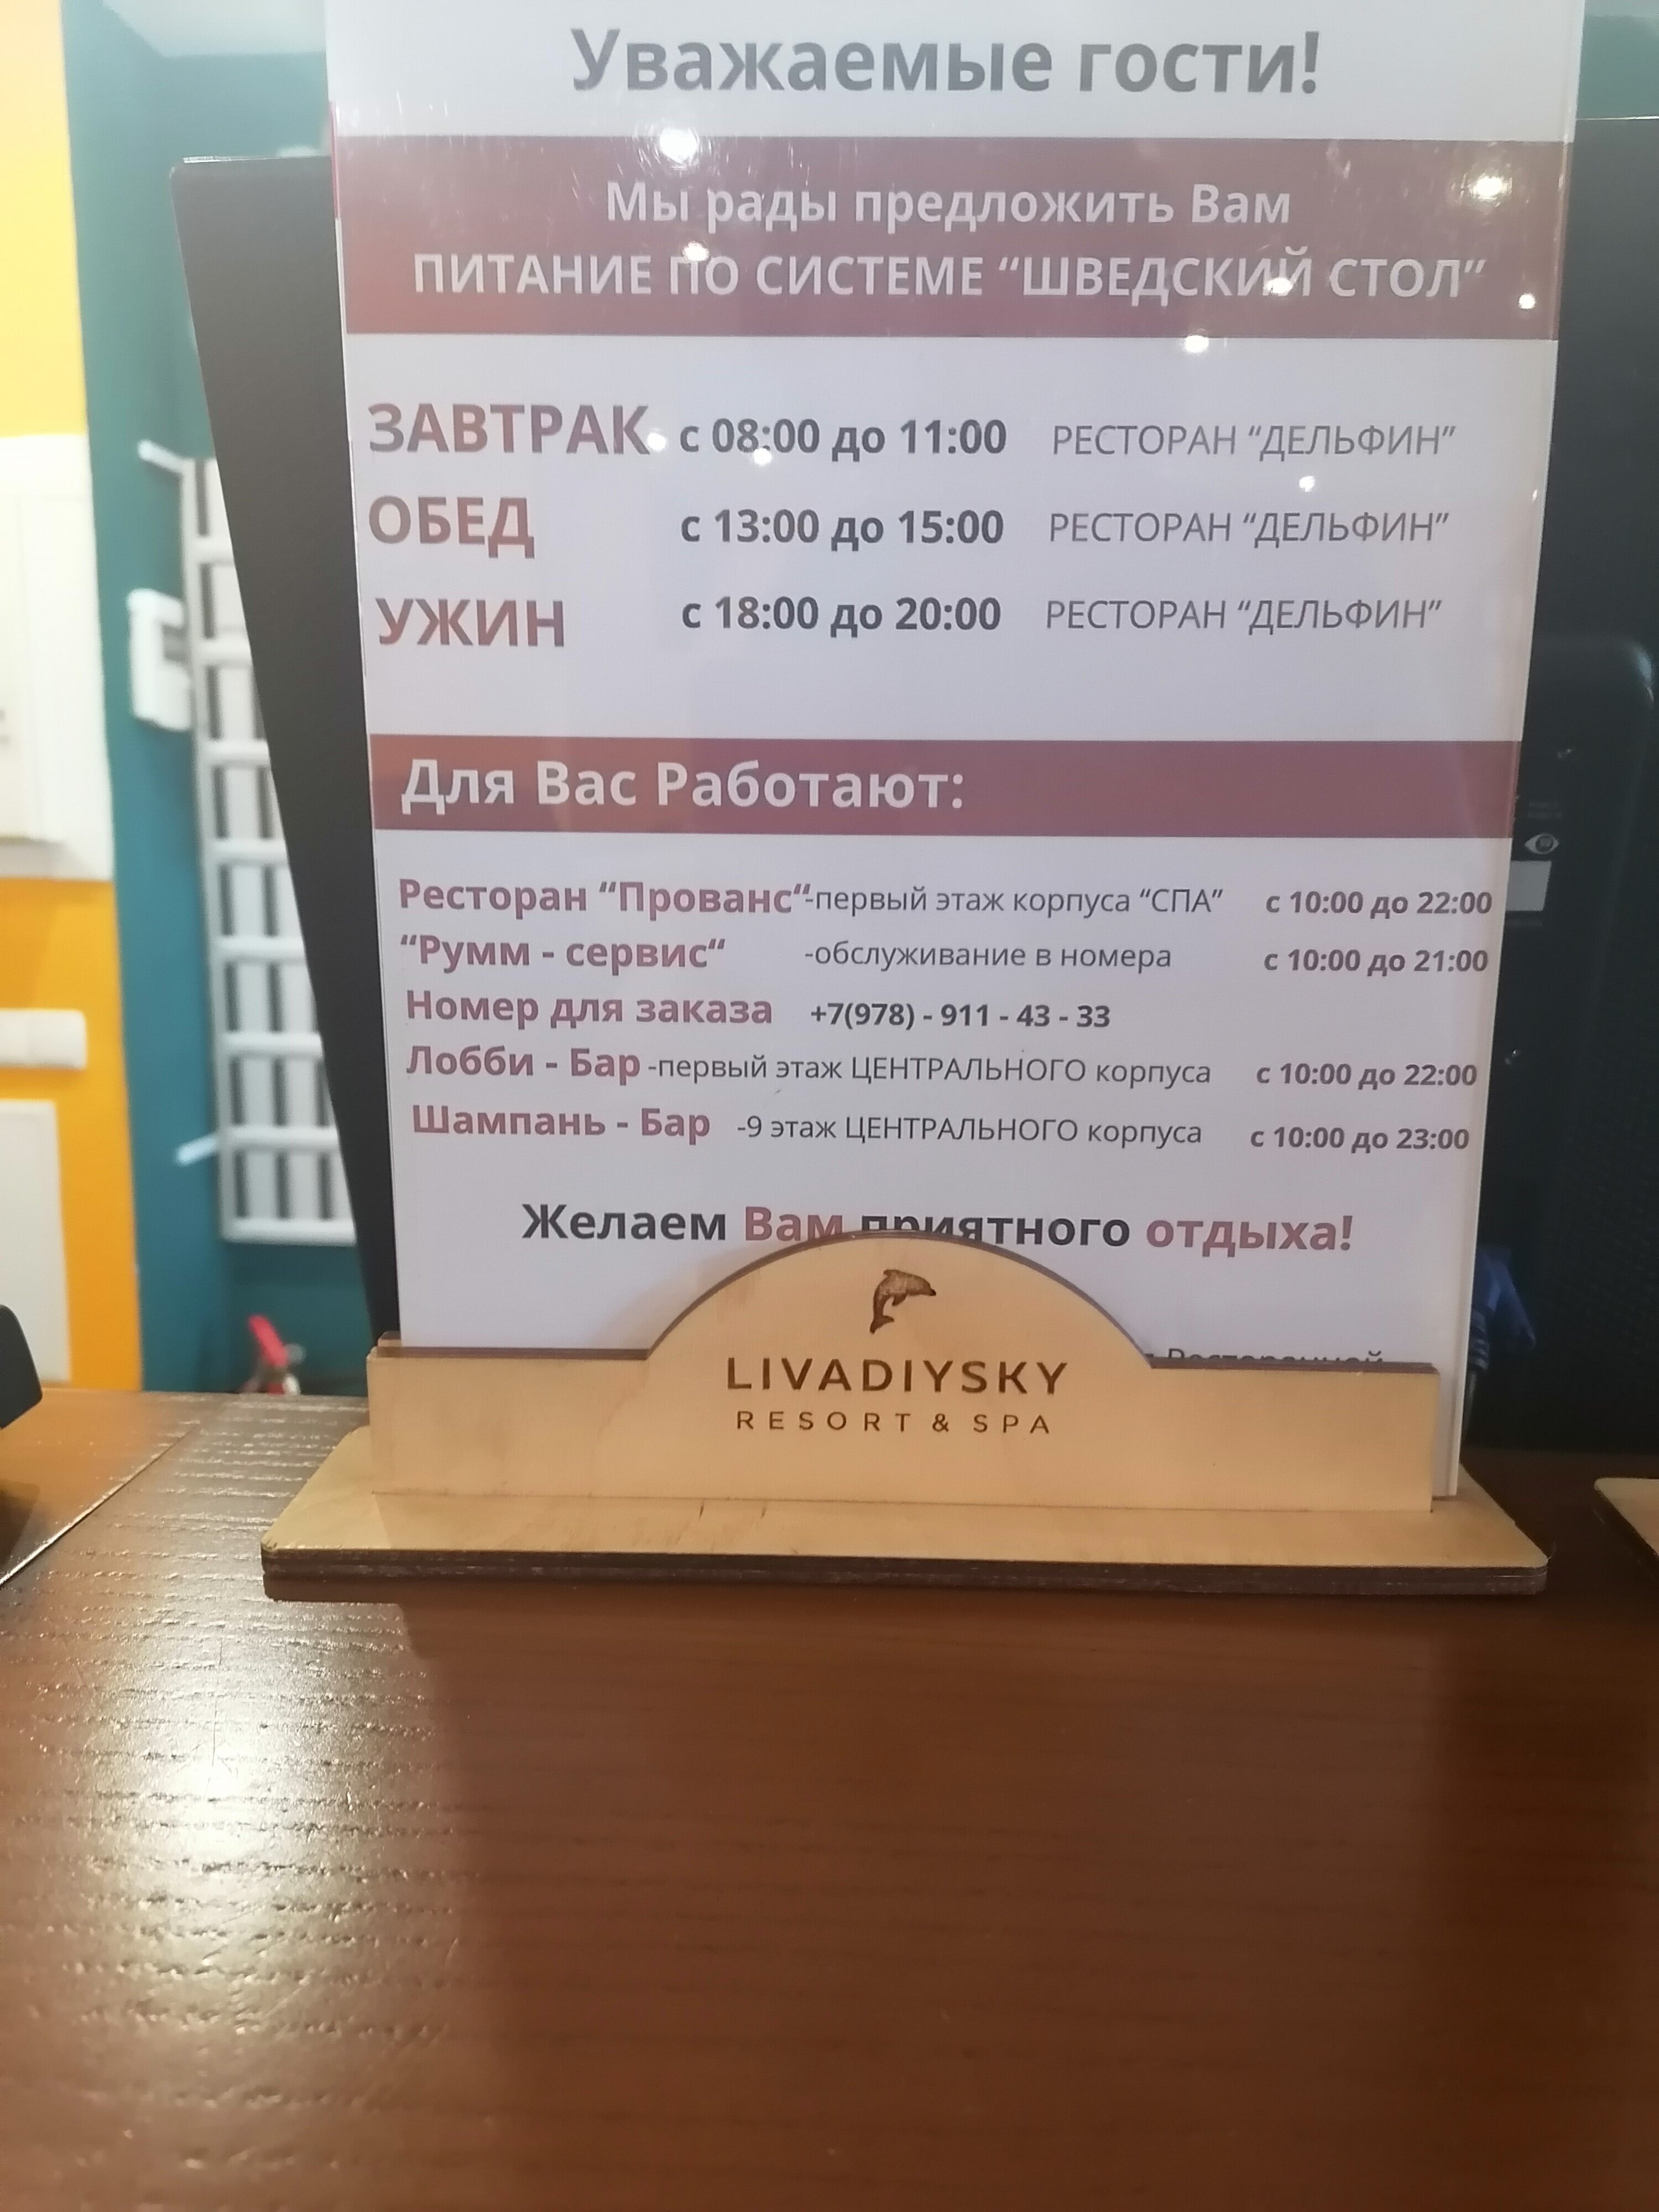 Уважаемые гости!
Мы рады предложить Вам
ПИТАНИЕ ПО СИСТЕМЕ “ШВЕДСКИЙ СТОЛ”
ЗАВТРАК с 08:00 до 11:00 РЕСТОРАН “ДЕЛЬФИН”
ОБЕД с 13:00 до 15:00 РЕСТОРАН “ДЕЛЬФИН”
УЖИН с 18:00 до 20:00 РЕСТОРАН “ДЕЛЬФИН”
Для Вас Работают:
Ресторан “Прованс“-первый этаж корпуса “СПА” с 10:00 до 22:00
“Румм - сервис“ -обслуживание в номера с 10:00 до 21:00
Номер для заказа +7(978) - 911 - 43 - 33
Лобби - Бар -первый этаж ЦЕНТРАЛЬНОГО корпуса с 10:00 до 22:00
Шампань - Бар -9 этаж ЦЕНТРАЛЬНОГО корпуса с 10:00 до 23:00
Желаем Вам приятного отдыха!
LIVADIYSKY
RESORT & SPA